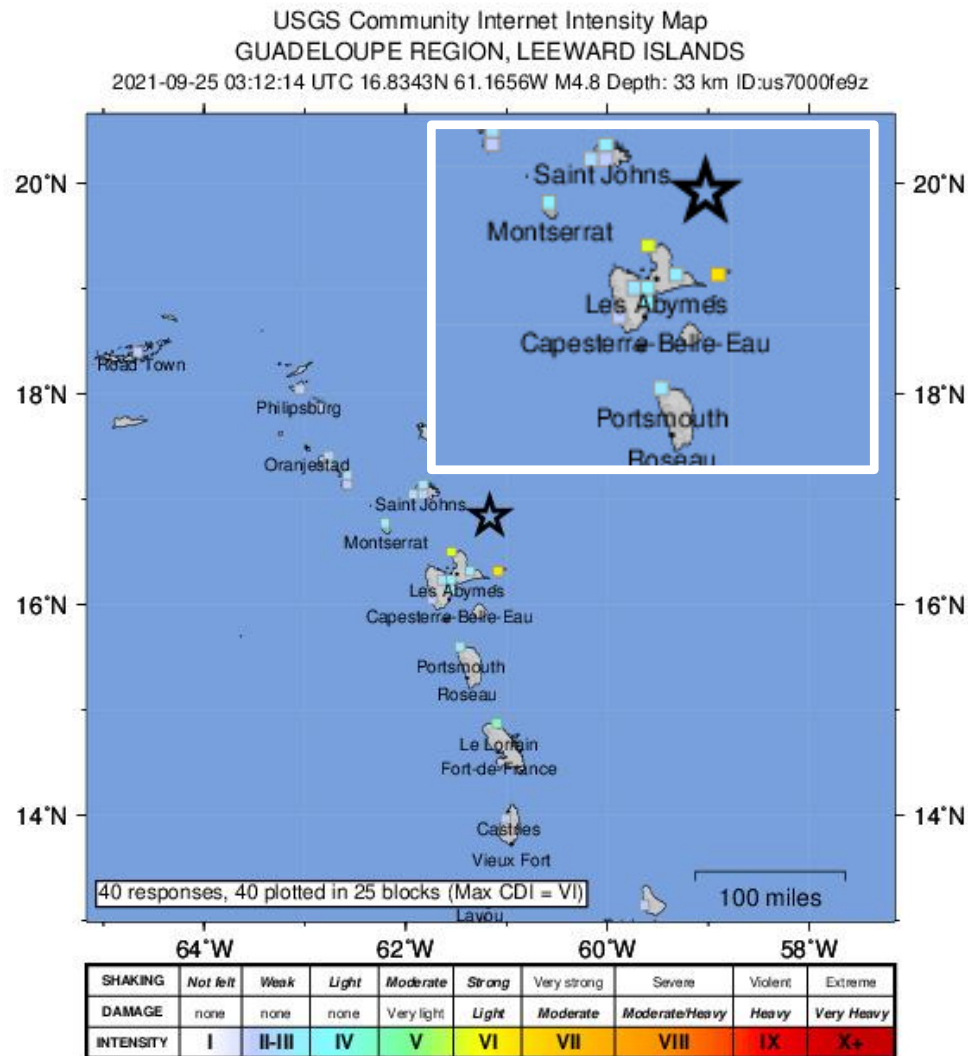 USGS Community Internet Intensity Map
GUADELOUPE REGION, LEEWARD ISLANDS
2021-09-25 03:12:14 UTC 16.8343N 61.1656W M4.8 Depth: 33 km ID:us7000fe9z
20˚N
20˚N
Saint Johns
Montserrat
Les Abymes
Capesterre-Belle-Eau
Portsmouth
Roseau
18˚N
18˚N
Road Town
Philipsburg
Oranjestad
Saint Johns
Montserrat
16˚N
16˚N
Les Abymes
Capesterre-Belle-Eau
Portsmouth
Roseau
Le Lorrain
Fort-de-France
14˚N
14˚N
Castries
Vieux Fort
40 responses, 40 plotted in 25 blocks (Max CDI = VI)
100 miles
Layou
64˚W 62˚W 60˚W 58˚W
SHAKING Not felt Weak Light Moderate Strong Very strong Severe Violent Extreme
DAMAGE none none none Very light Light Moderate Moderate/Heavy Heavy Very Heavy
INTENSITY I II-III IV V VI VII VIII IX X+